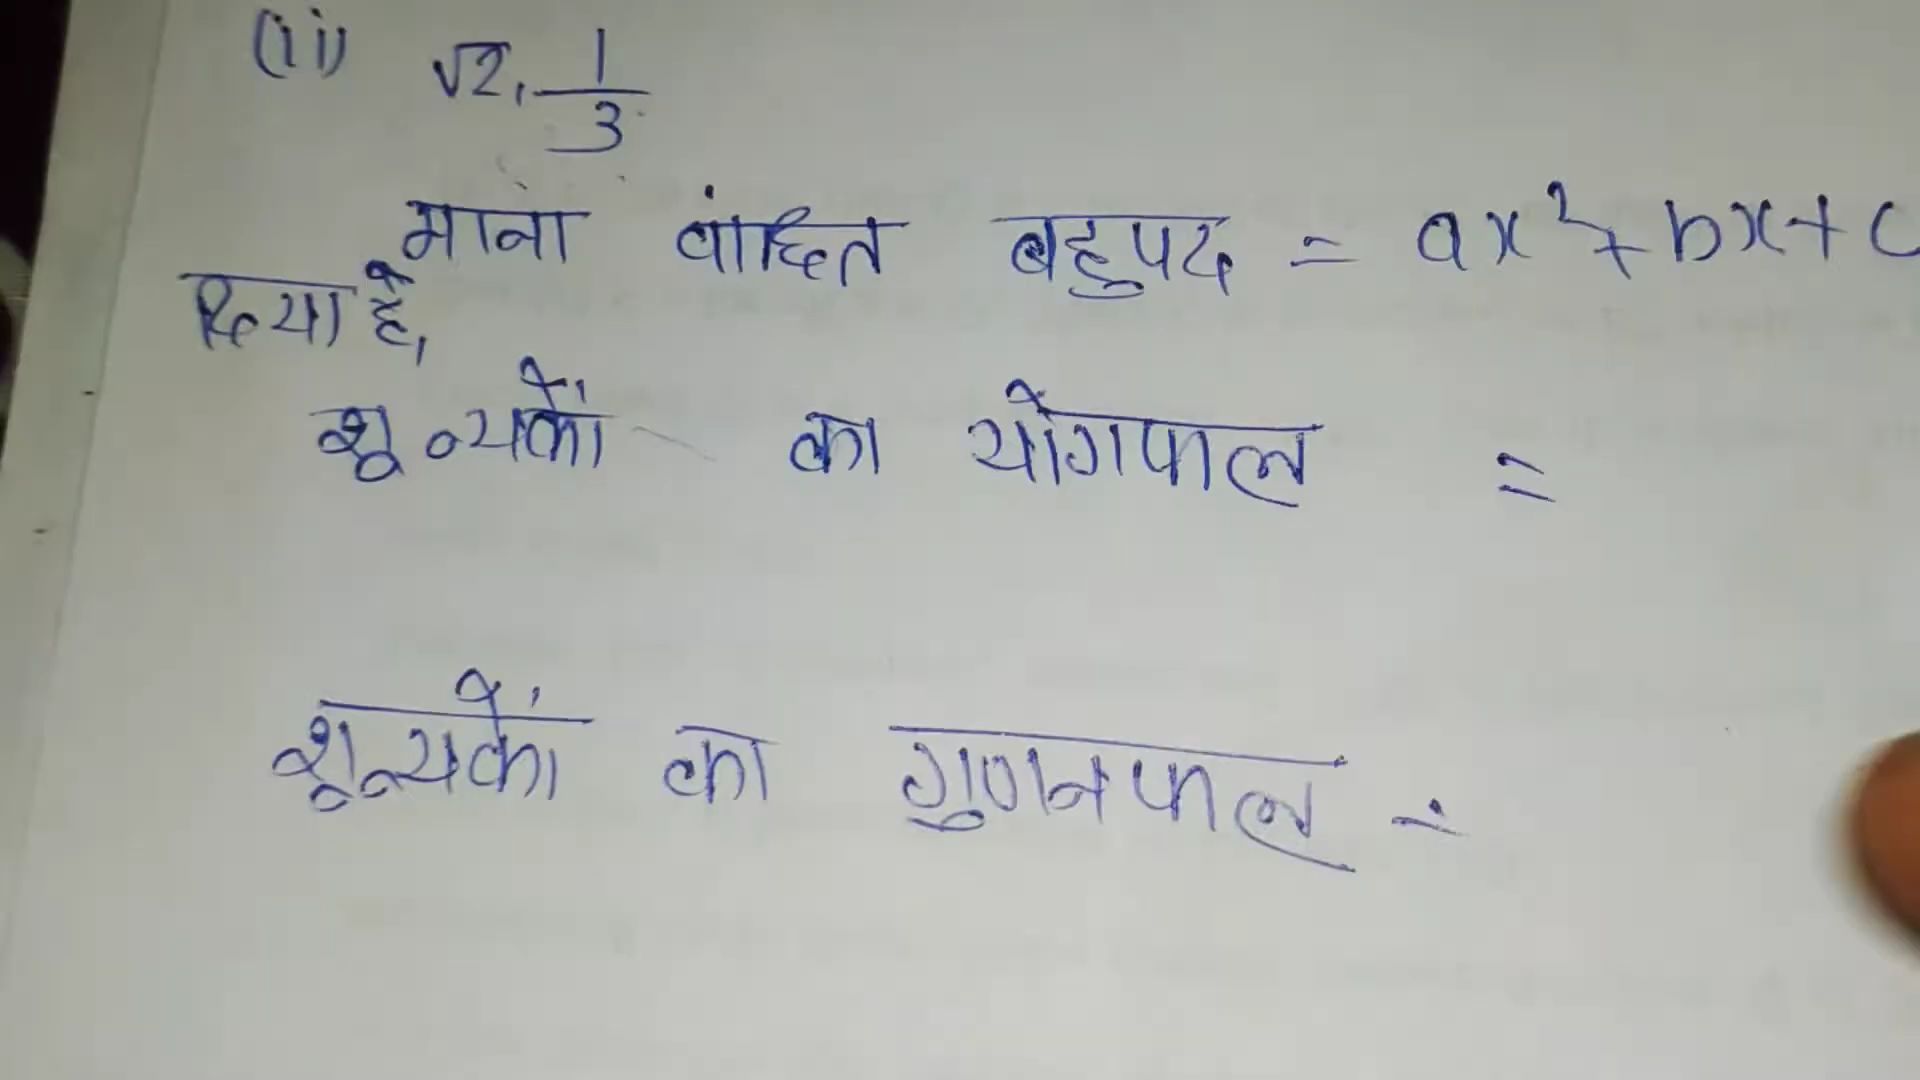 (ii) √2, 1/3
माना वांछित बहुपद = ax²+bx+c
दिया है,
शून्यकों का योगफल =
शून्यकों का गुणनफल =